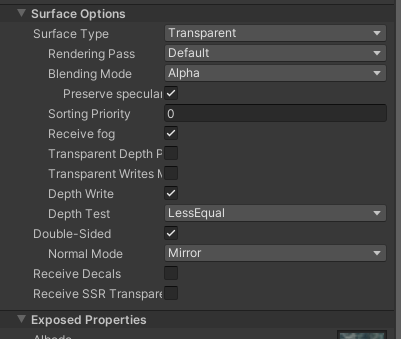 Surface Options
Surface Type Transparent
Rendering Pass Default
Blending Mode Alpha
Preserve specular
Sorting Priority 0
Receive fog
Transparent Depth P
Transparent Writes M
Depth Write
Depth Test LessEqual
Double-Sided
Normal Mode Mirror
Receive Decals
Receive SSR Transpare
Exposed Properties
Albedo